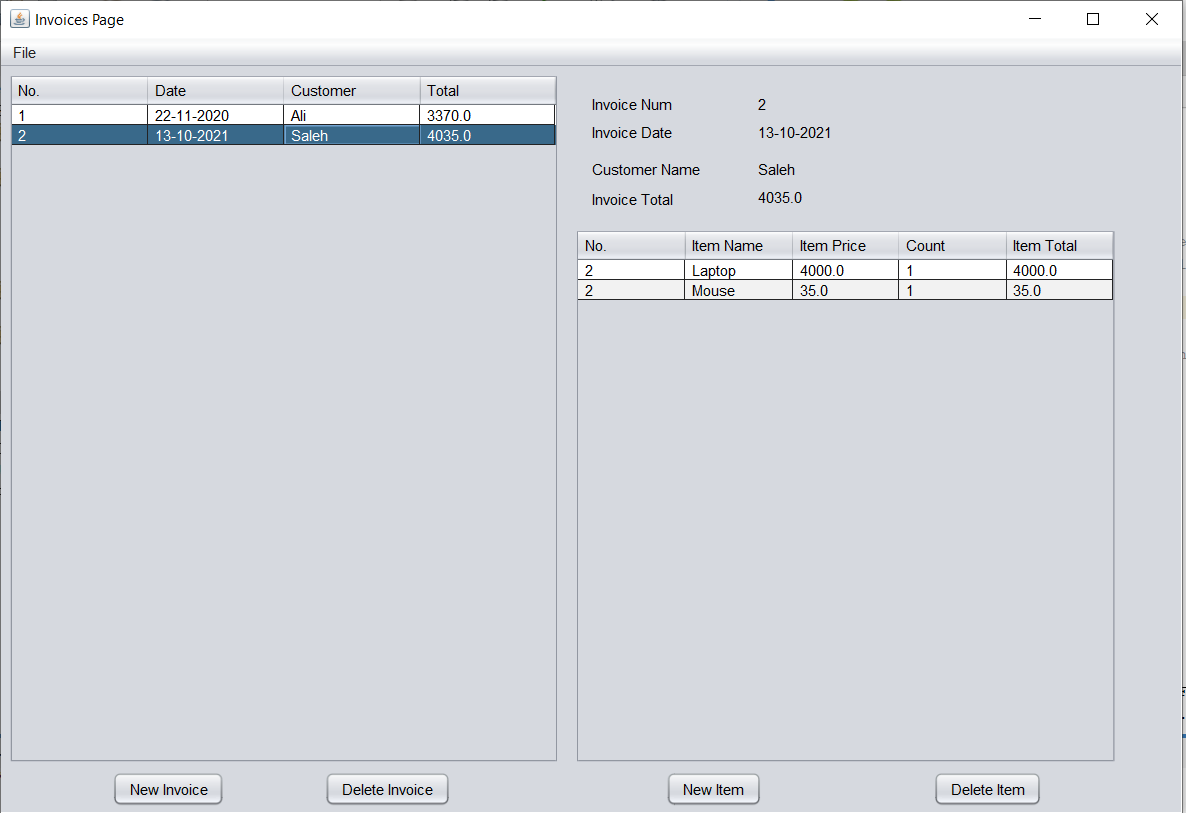 Invoices Page
File
No. Date Customer Total
1 22-11-2020 Ali 3370.0
2 13-10-2021 Saleh 4035.0
Invoice Num 2
Invoice Date 13-10-2021
Customer Name Saleh
Invoice Total 4035.0
No. Item Name Item Price Count Item Total
2 Laptop 4000.0 1 4000.0
2 Mouse 35.0 1 35.0
New Invoice Delete Invoice New Item Delete Item